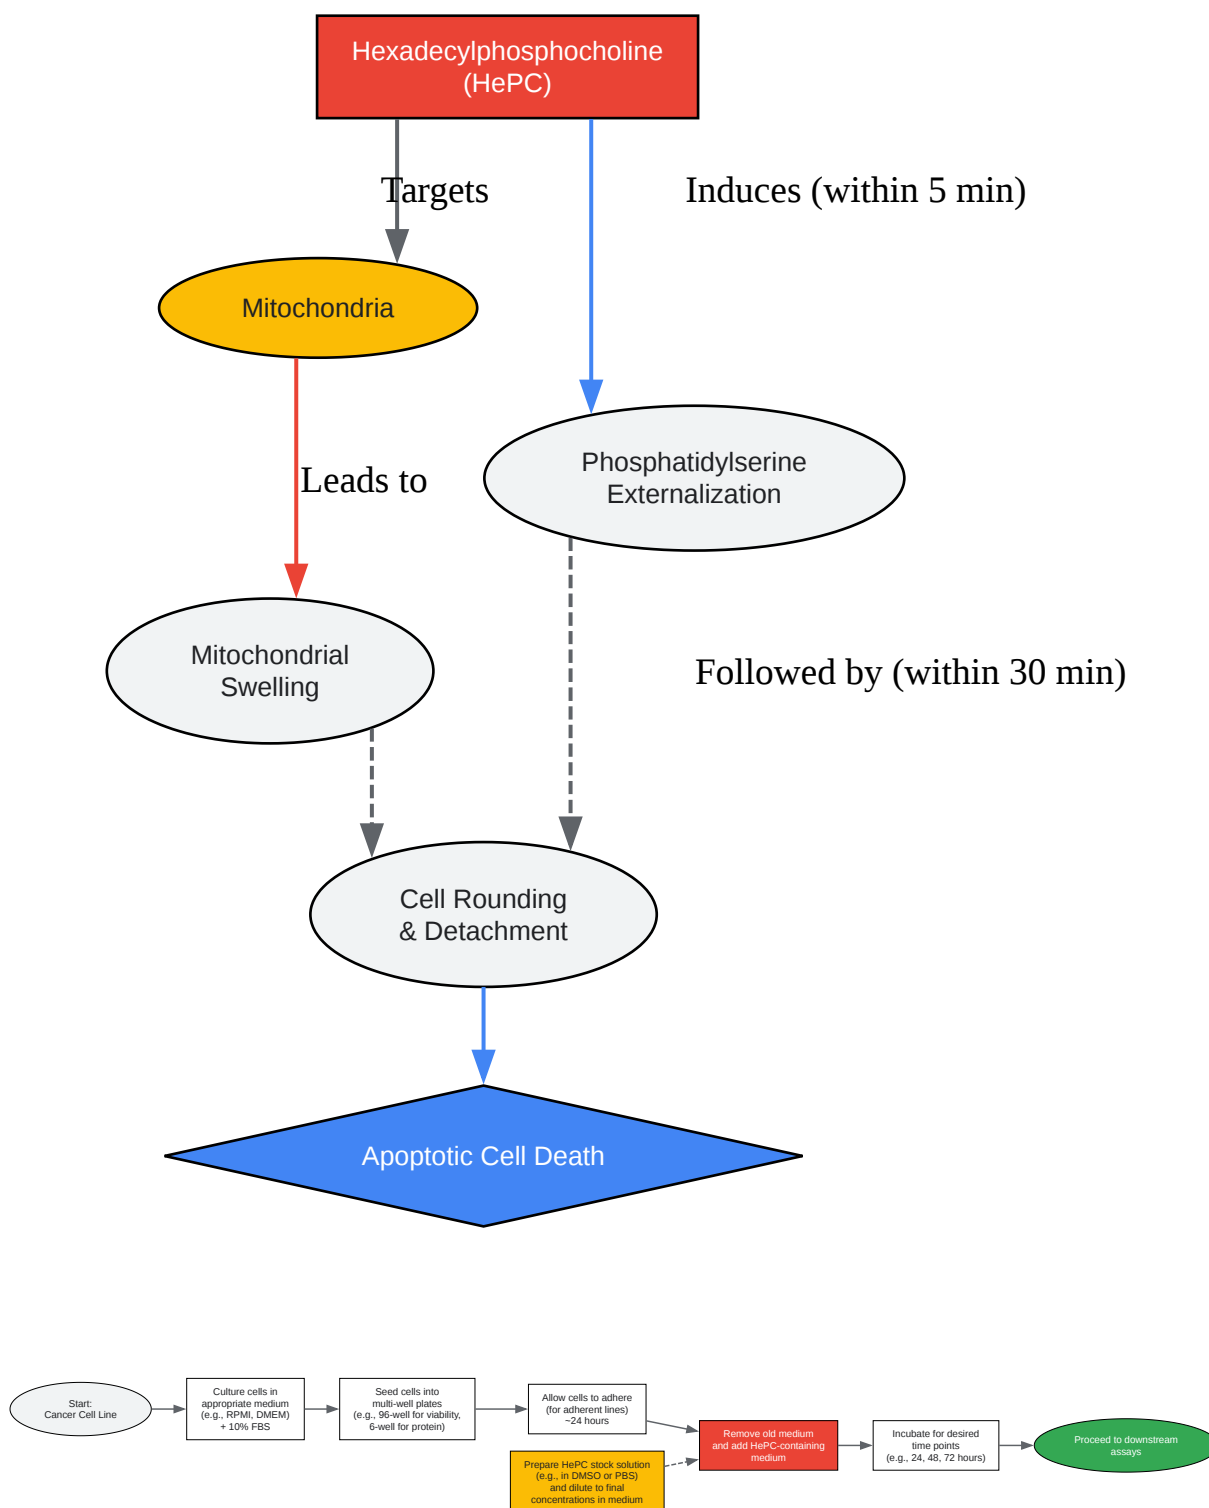 Hexadecylphosphocholine
(HePC)
Targets
Induces (within 5 min)
Mitochondria
Phosphatidylserine
Externalization
Leads to
Mitochondrial
Swelling
Followed by (within 30 min)
Cell Rounding
& Detachment
Apoptotic Cell Death
Start:
Cancer Cell Line
Culture cells in
appropriate medium
(e.g., RPMI, DMEM)
+ 10% FBS
Seed cells into
multi-well plates
(e.g., 96-well for viability,
6-well for protein)
Allow cells to adhere
(for adherent lines)
~24 hours
Prepare HePC stock solution
(e.g., in DMSO or PBS)
and dilute to final
concentrations in medium
Remove old medium
and add HePC-containing
medium
Incubate for desired
time points
(e.g., 24, 48, 72 hours)
Proceed to downstream
assays